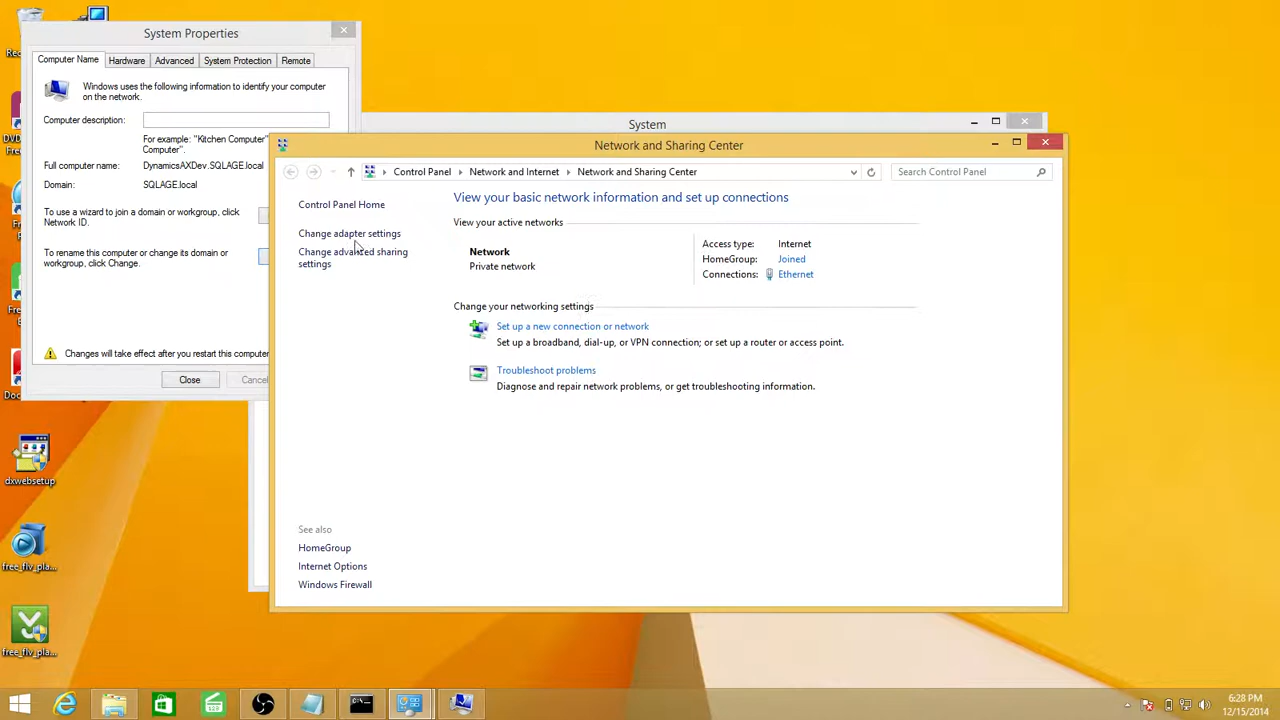 System Properties
Computer Name
Hardware
Advanced
System Protection
Remote
Windows uses the following information to identify your computer
on the network.
Computer description:
For example: "Kitchen Computer"
Computer".
Full computer name:
DynamicsAXDev.SQLAGE.local
Domain:
SQLAGE.local
To use a wizard to join a domain or workgroup, click
Network ID.
To rename this computer or change its domain or
workgroup, click Change.
Changes will take effect after you restart this computer
Close
Cancel
System
Network and Sharing Center
Control Panel
Network and Internet
Network and Sharing Center
Search Control Panel
Control Panel Home
Change adapter settings
Change advanced sharing
settings
View your basic network information and set up connections
View your active networks
Network
Private network
Access type: Internet
HomeGroup: Joined
Connections: Ethernet
Change your networking settings
Set up a new connection or network
Set up a broadband, dial-up, or VPN connection; or set up a router or access point.
Troubleshoot problems
Diagnose and repair network problems, or get troubleshooting information.
See also
HomeGroup
Internet Options
Windows Firewall
dxwebsetup
free_flv_pla...
free_flv_pla...
6:28 PM
12/15/2014